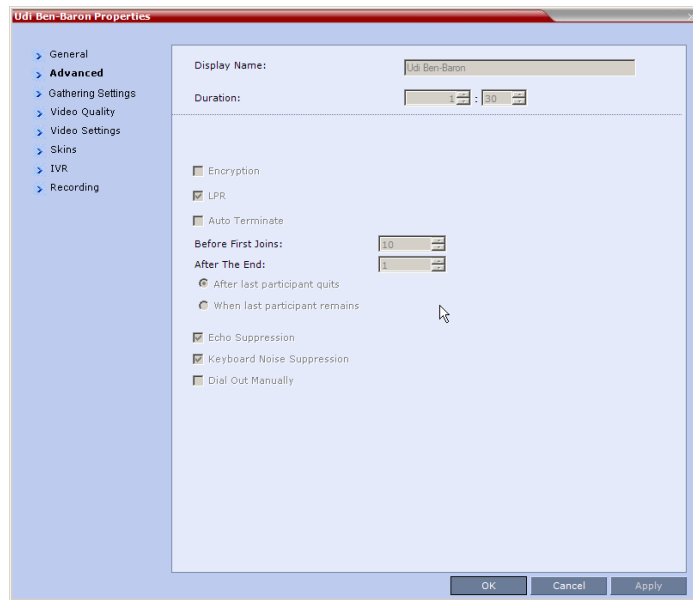 Udi Ben-Baron Properties
General
Advanced
Gathering Settings
Video Quality
Video Settings
Skins
IVR
Recording
Display Name: Udi Ben-Baron
Duration: 1 : 30
Encryption
LPR
Auto Terminate
Before First Joins: 10
After The End: 1
After last participant quits
When last participant remains
Echo Suppression
Keyboard Noise Suppression
Dial Out Manually
OK Cancel Apply